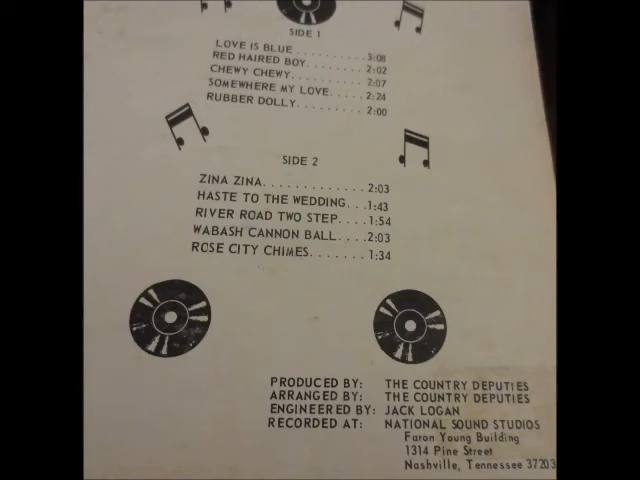 SIDE 1
LOVE IS BLUE . . . . . . . . . . 3:08
RED HAIRED BOY. . . . . . . . 2:02
CHEWY CHEWY. . . . . . . . . . 2:07
SOMEWHERE MY LOVE. . . . . 2:24
RUBBER DOLLY. . . . . . . . . . 2:00
SIDE 2
ZINA ZINA. . . . . . . . . . . . . 2:03
HASTE TO THE WEDDING. . .1:43
RIVER ROAD TWO STEP. . . .1:54
WABASH CANNON BALL. . . .2:03
ROSE CITY CHIMES. . . . . . . 1:34
PRODUCED BY: THE COUNTRY DEPUTIES
ARRANGED BY: THE COUNTRY DEPUTIES
ENGINEERED BY: JACK LOGAN
RECORDED AT: NATIONAL SOUND STUDIOS
Faron Young Building
1314 Pine Street
Nashville, Tennessee 37203